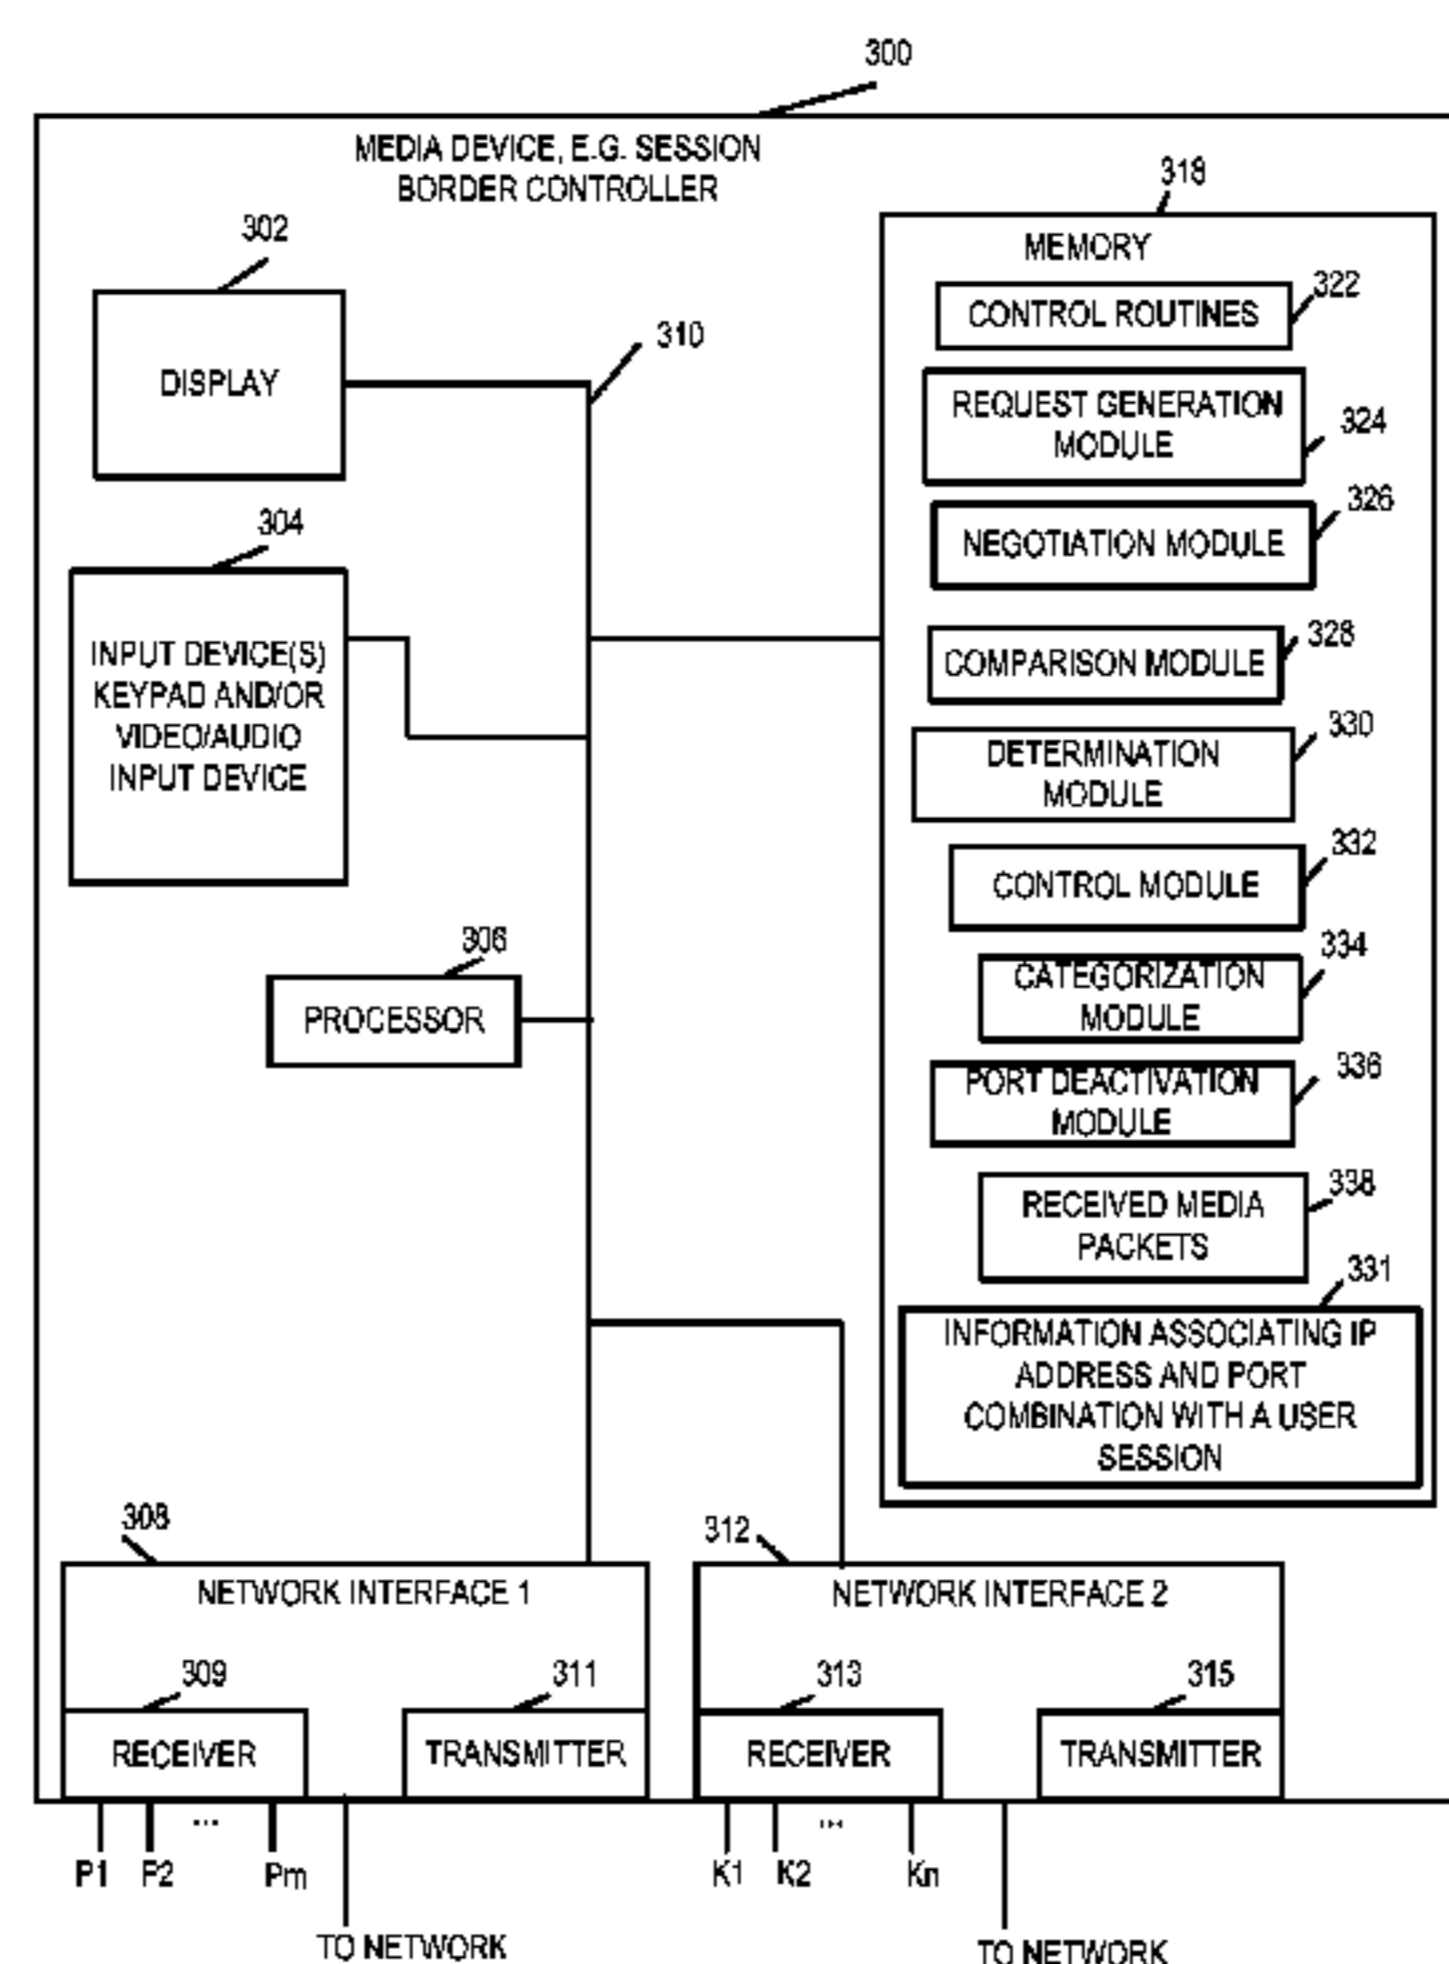 300
MEDIA DEVICE, E.G. SESSION
BORDER CONTROLLER
302
DISPLAY
310
304
INPUT DEVICE(S)
KEYPAD AND/OR
VIDEO/AUDIO
INPUT DEVICE
306
PROCESSOR
318
MEMORY
322
CONTROL ROUTINES
324
REQUEST GENERATION
MODULE
326
NEGOTIATION MODULE
328
COMPARISON MODULE
330
DETERMINATION
MODULE
332
CONTROL MODULE
334
CATEGORIZATION
MODULE
336
PORT DEACTIVATION
MODULE
338
RECEIVED MEDIA
PACKETS
331
INFORMATION ASSOCIATING IP
ADDRESS AND PORT
COMBINATION WITH A USER
SESSION
308
NETWORK INTERFACE 1
309
RECEIVER
311
TRANSMITTER
P1 P2 ... Pm
TO NETWORK
312
NETWORK INTERFACE 2
313
RECEIVER
315
TRANSMITTER
K1 K2 ... Kn
TO NETWORK